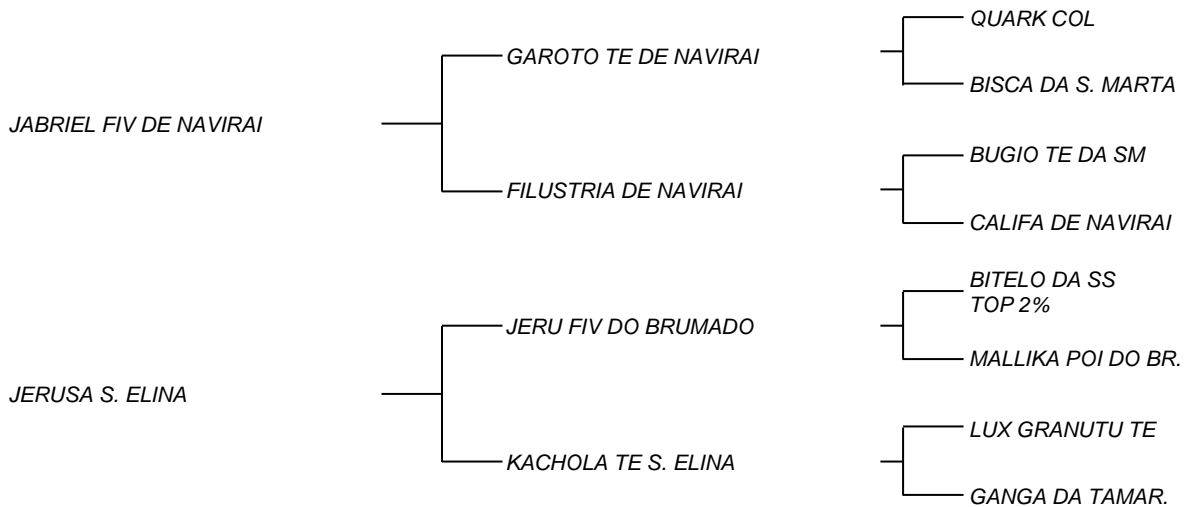 QUARK COL
GAROTO TE DE NAVIRAI
BISCA DA S. MARTA
JABRIEL FIV DE NAVIRAI
BUGIO TE DA SM
FILUSTRIA DE NAVIRAI
CALIFA DE NAVIRAI
BITELO DA SS
TOP 2%
JERU FIV DO BRUMADO
MALLIKA POI DO BR.
JERUSA S. ELINA
LUX GRANUTU TE
KACHOLA TE S. ELINA
GANGA DA TAMAR.